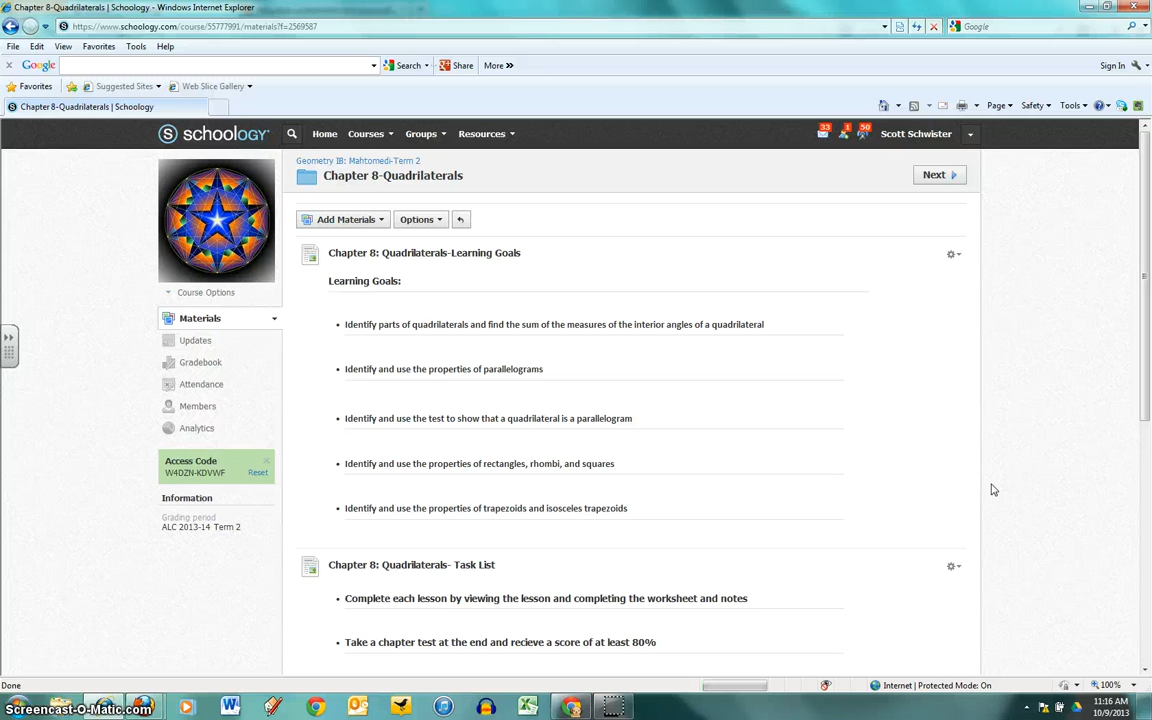 Chapter 8-Quadrilaterals | Schoology - Windows Internet Explorer
https://www.schoology.com/course/55777991/materials?f=2569587
Google
File Edit View Favorites Tools Help
Google Search Share More »
Sign In
Favorites Suggested Sites Web Slice Gallery
Chapter 8-Quadrilaterals | Schoology
Page Safety Tools
S schoology Home Courses Groups Resources 33 1 50 Scott Schwister
Geometry IB: Mahtomedi-Term 2
Chapter 8-Quadrilaterals
Next
Add Materials Options
Chapter 8: Quadrilaterals-Learning Goals
Learning Goals:
• Identify parts of quadrilaterals and find the sum of the measures of the interior angles of a quadrilateral
• Identify and use the properties of parallelograms
• Identify and use the test to show that a quadrilateral is a parallelogram
• Identify and use the properties of rectangles, rhombi, and squares
• Identify and use the properties of trapezoids and isosceles trapezoids
Chapter 8: Quadrilaterals- Task List
• Complete each lesson by viewing the lesson and completing the worksheet and notes
• Take a chapter test at the end and recieve a score of at least 80%
Course Options
Materials
Updates
Gradebook
Attendance
Members
Analytics
Access Code
W4DZN-KDVWF Reset
Information
Grading period
ALC 2013-14 Term 2
Done
Internet | Protected Mode: On
100%
Screencast-O-Matic.com
11:16 AM
10/9/2013